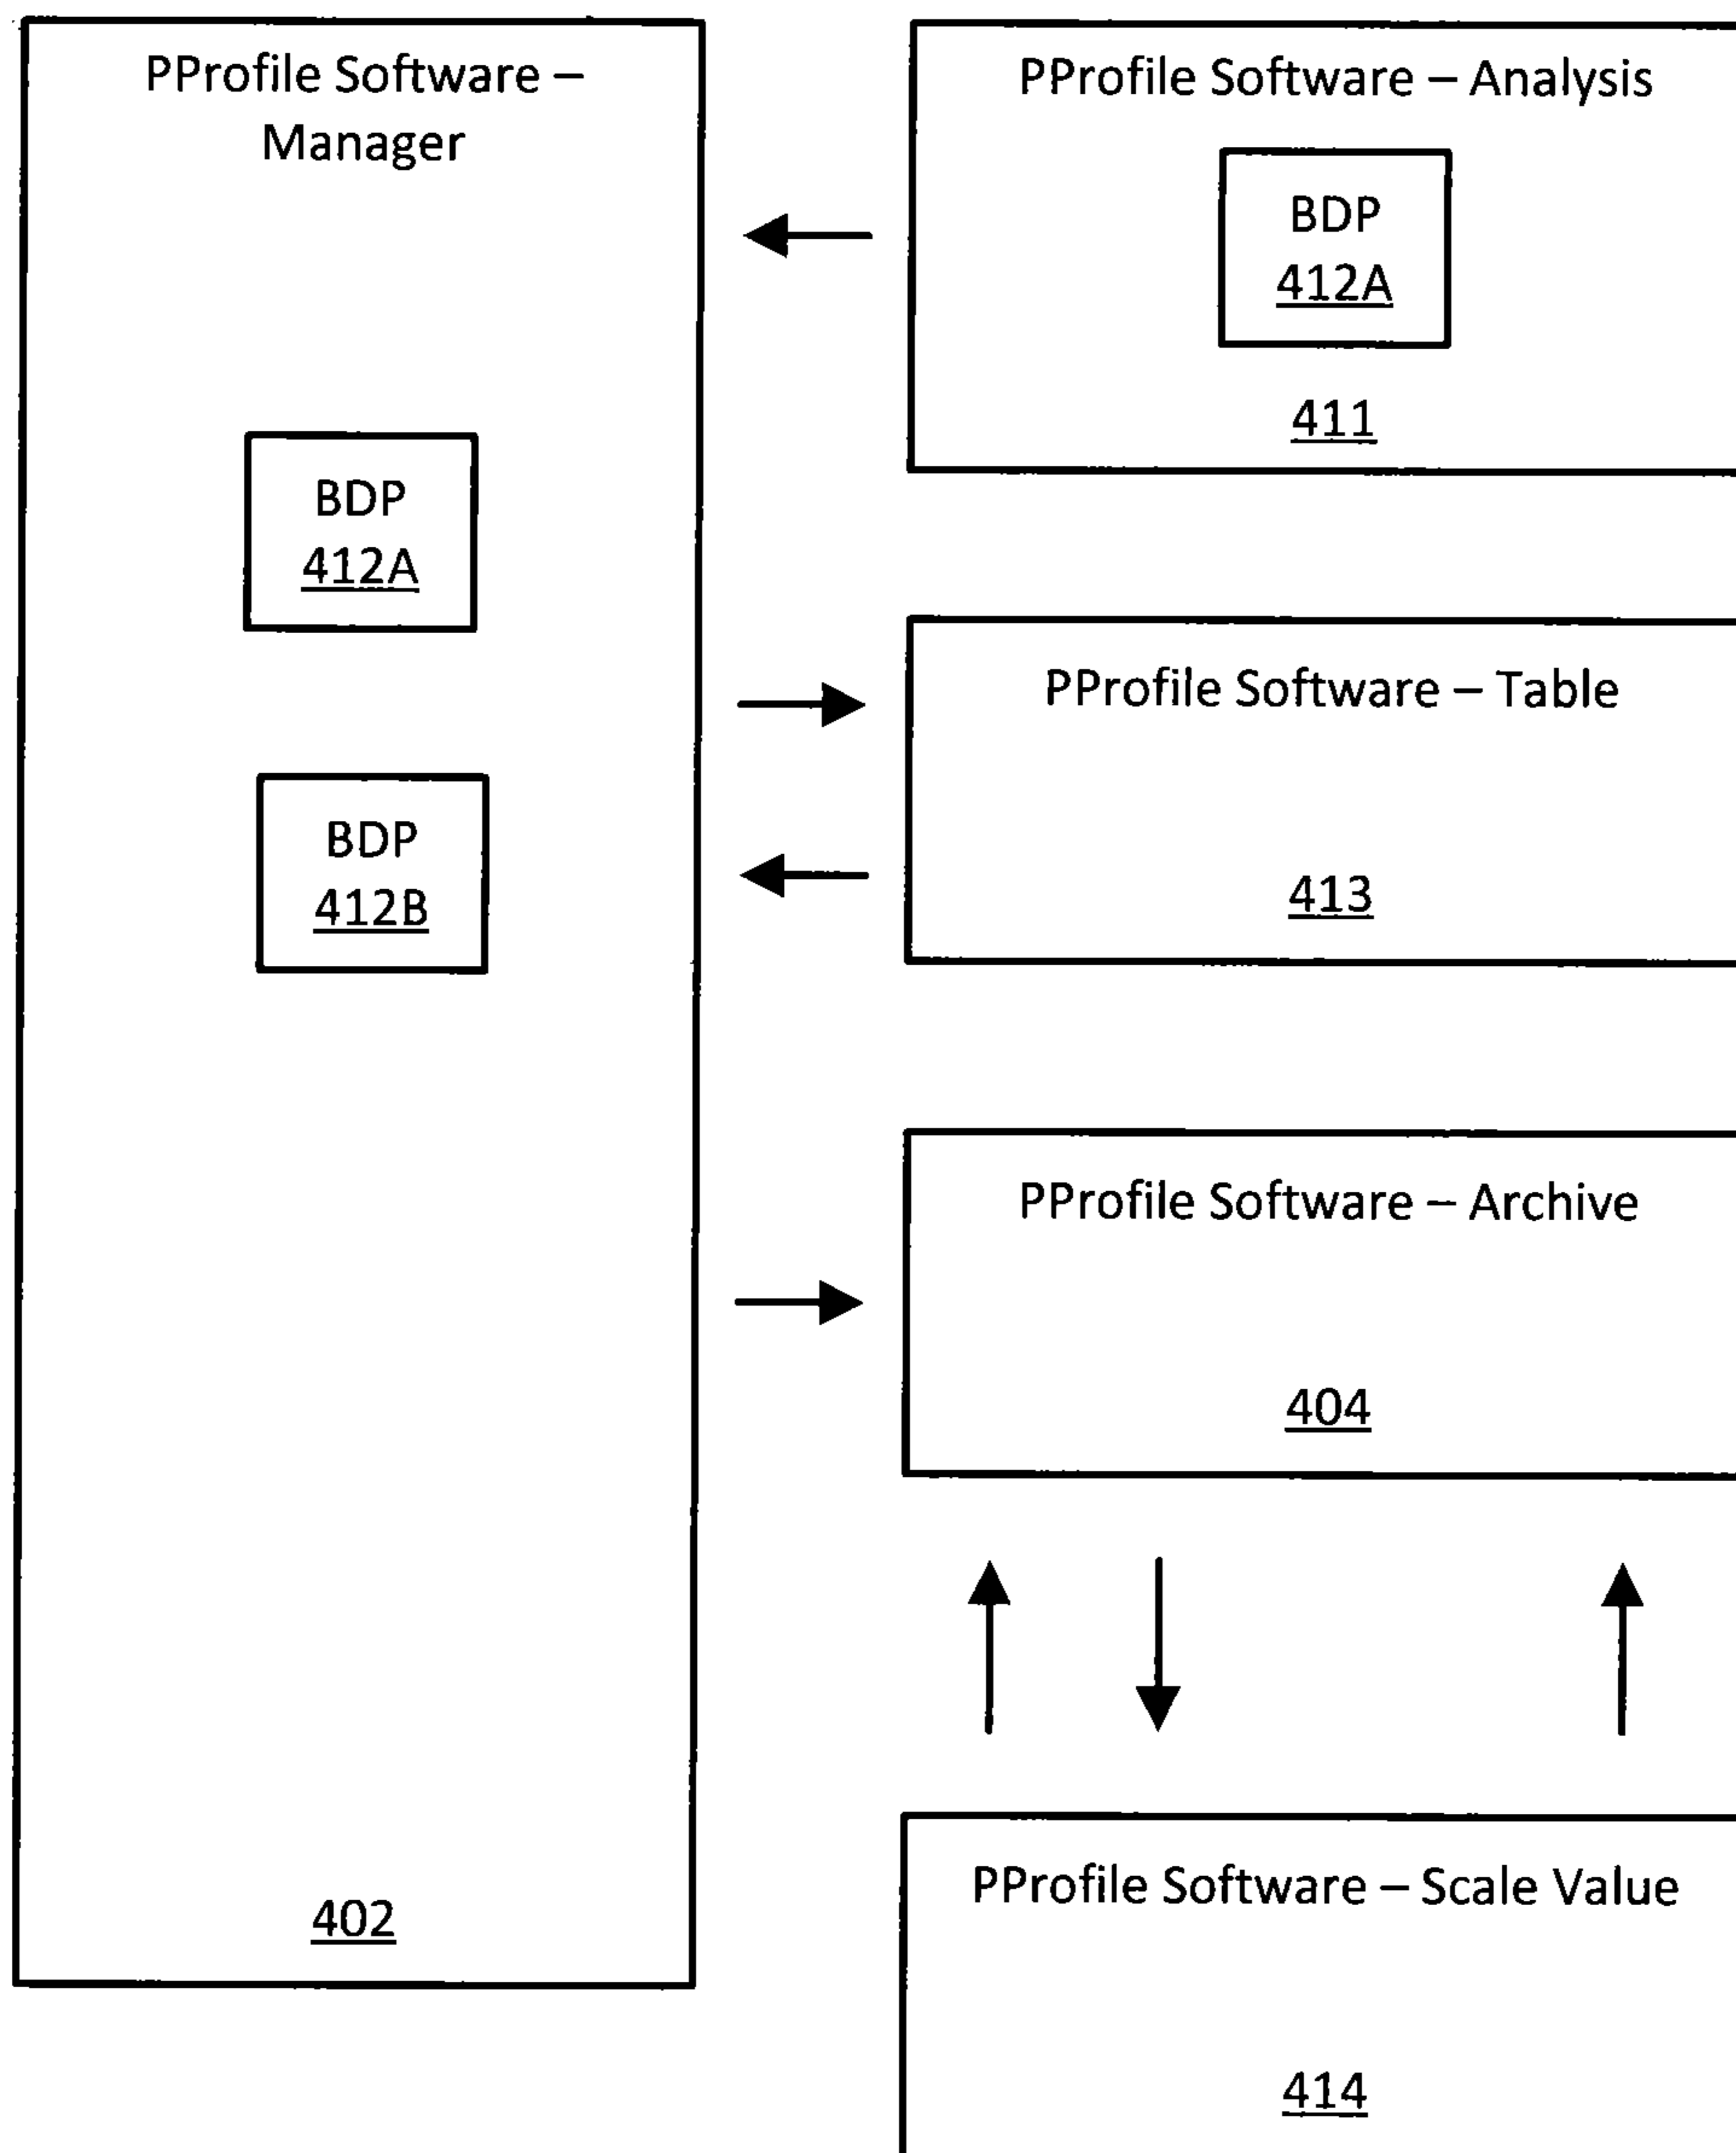 PProfile Software –
Manager
BDP
412A
BDP
412B
402
PProfile Software – Analysis
BDP
412A
411
PProfile Software – Table
413
PProfile Software – Archive
404
PProfile Software – Scale Value
414